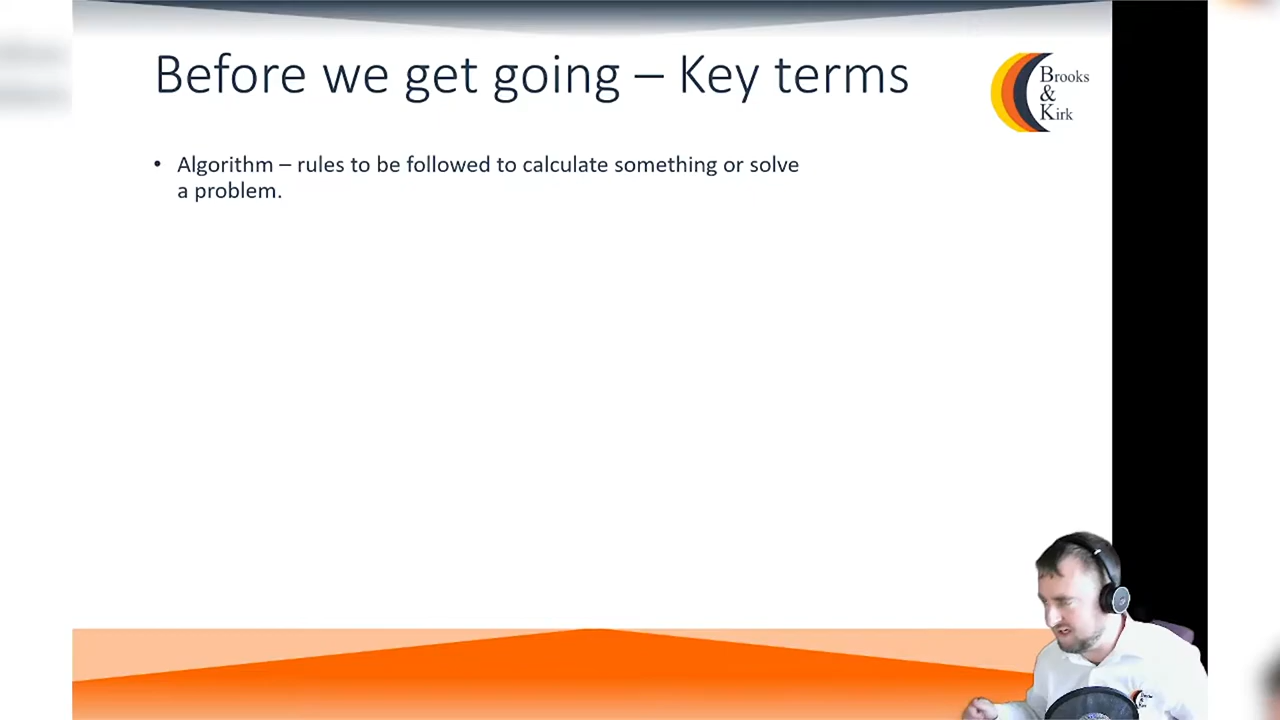 Before we get going – Key terms
Brooks
&
Kirk
• Algorithm – rules to be followed to calculate something or solve
a problem.